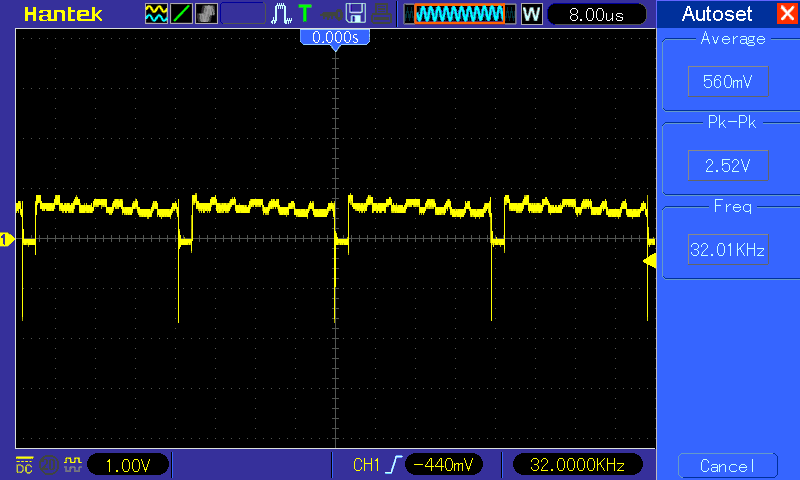 Hantek
T
W
8.00us
Autoset
0.000s
Average
560mV
Pk-Pk
2.52V
Freq
32.01KHz
1
DC
1.00V
CH1
-440mV
32.0000KHz
Cancel